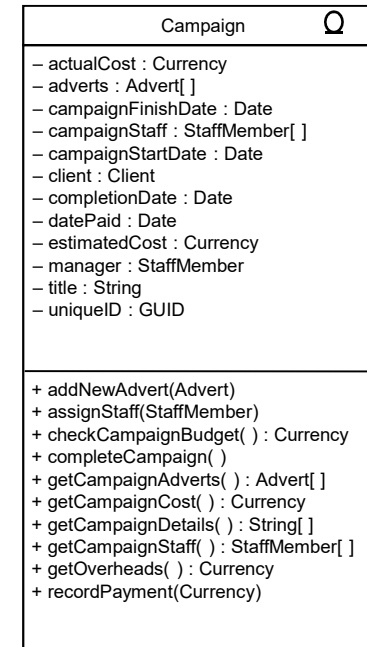 Campaign
– actualCost : Currency
– adverts : Advert[ ]
– campaignFinishDate : Date
– campaignStaff : StaffMember[ ]
– campaignStartDate : Date
– client : Client
– completionDate : Date
– datePaid : Date
– estimatedCost : Currency
– manager : StaffMember
– title : String
– uniqueID : GUID
+ addNewAdvert(Advert)
+ assignStaff(StaffMember)
+ checkCampaignBudget( ) : Currency
+ completeCampaign( )
+ getCampaignAdverts( ) : Advert[ ]
+ getCampaignCost( ) : Currency
+ getCampaignDetails( ) : String[ ]
+ getCampaignStaff( ) : StaffMember[ ]
+ getOverheads( ) : Currency
+ recordPayment(Currency)